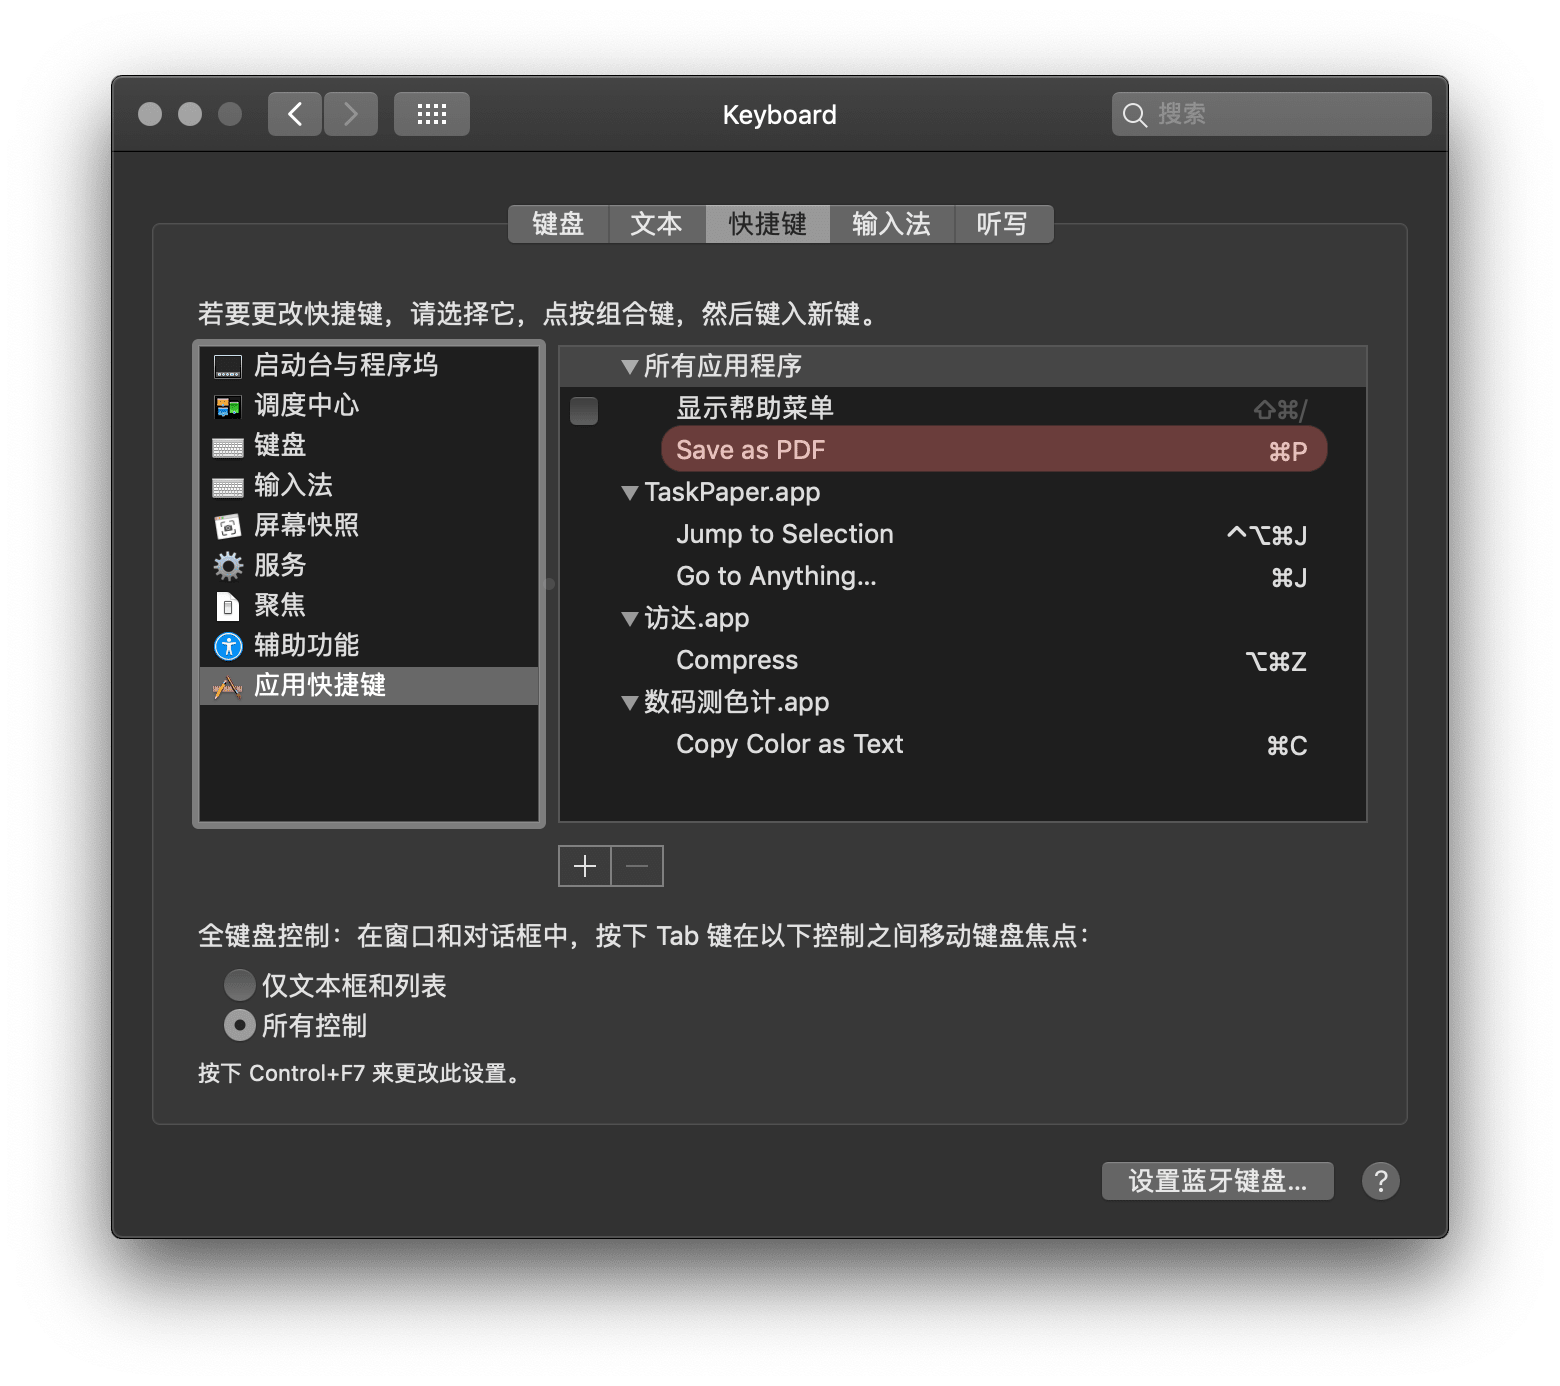 Keyboard
搜索
键盘 文本 快捷键 输入法 听写
若要更改快捷键，请选择它，点按组合键，然后键入新键。
启动台与程序坞
调度中心
键盘
输入法
屏幕快照
服务
聚焦
辅助功能
应用快捷键
▼所有应用程序
显示帮助菜单 ⇧⌘/
Save as PDF ⌘P
▼TaskPaper.app
Jump to Selection ^⌥⌘J
Go to Anything... ⌘J
▼访达.app
Compress ⌥⌘Z
▼数码测色计.app
Copy Color as Text ⌘C
全键盘控制：在窗口和对话框中，按下 Tab 键在以下控制之间移动键盘焦点：
仅文本框和列表
所有控制
按下 Control+F7 来更改此设置。
设置蓝牙键盘... ?